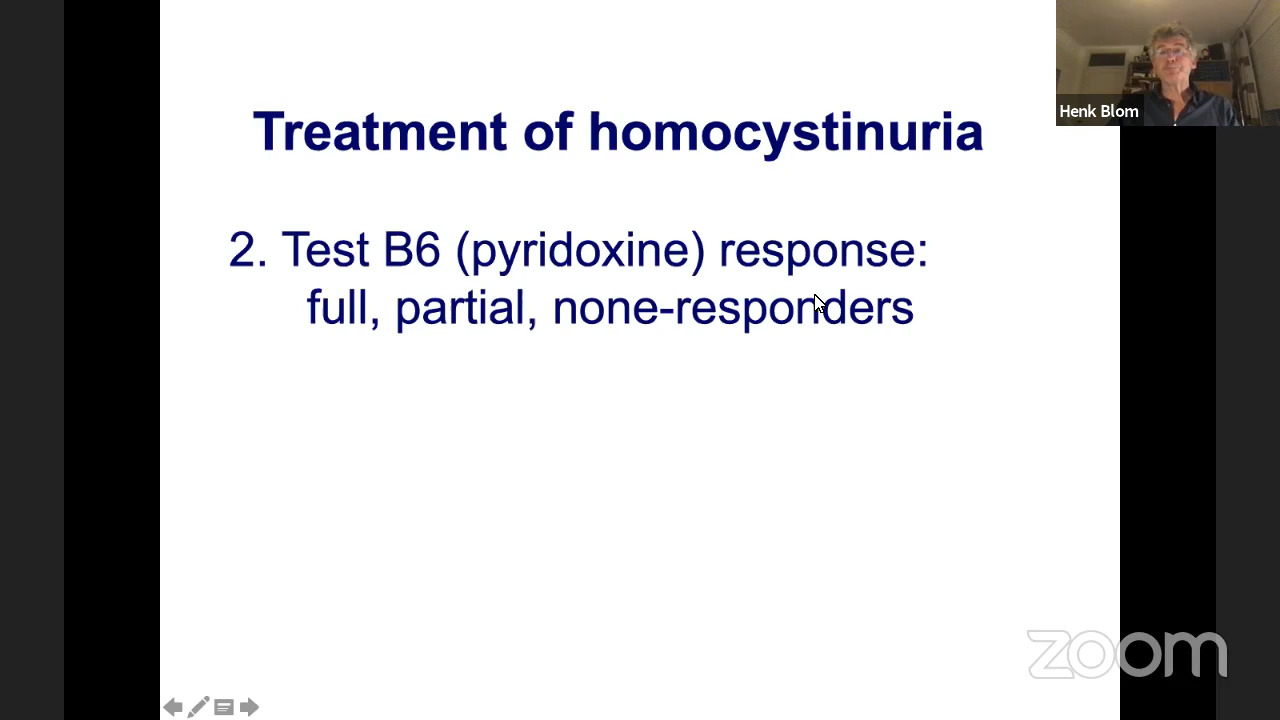 Treatment of homocystinuria
2. Test B6 (pyridoxine) response:
full, partial, none-responders
Henk Blom
zoom